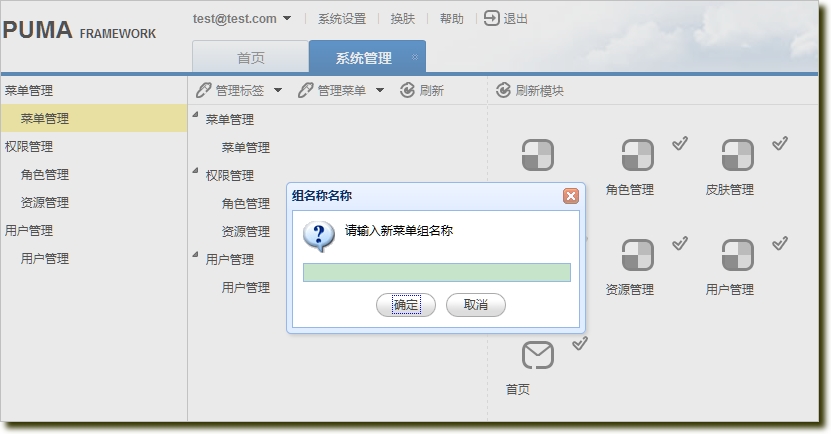 PUMA FRAMEWORK
test@test.com 系统设置 换肤 帮助 退出
首页 系统管理
菜单管理
菜单管理
权限管理
角色管理
资源管理
用户管理
用户管理
管理标签 管理菜单 刷新
菜单管理
菜单管理
权限管理
角色管理
资源管理
用户管理
用户管理
刷新模块
角色管理 皮肤管理
资源管理 用户管理
首页
组名称名称
请输入新菜单组名称
确定 取消